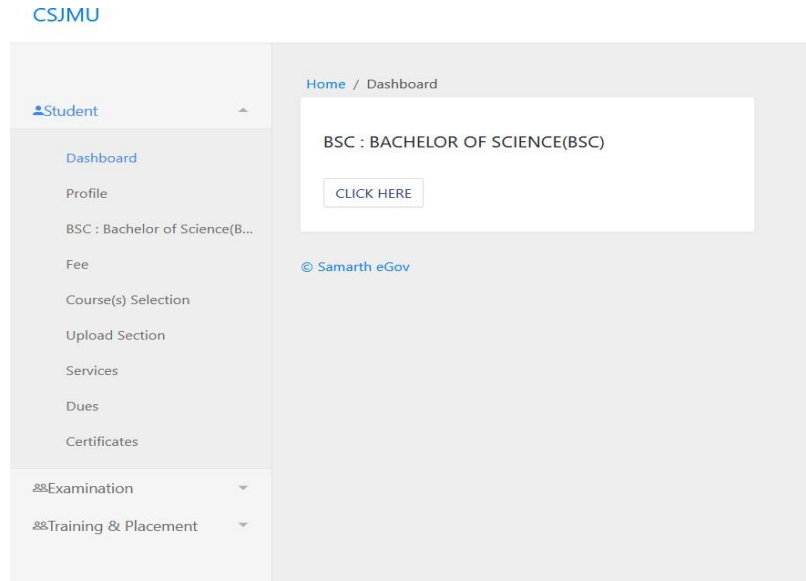 CSJMU
Student
Dashboard
Profile
BSC : Bachelor of Science(B...
Fee
Course(s) Selection
Upload Section
Services
Dues
Certificates
Examination
Training & Placement
Home / Dashboard
BSC : BACHELOR OF SCIENCE(BSC)
CLICK HERE
© Samarth eGov